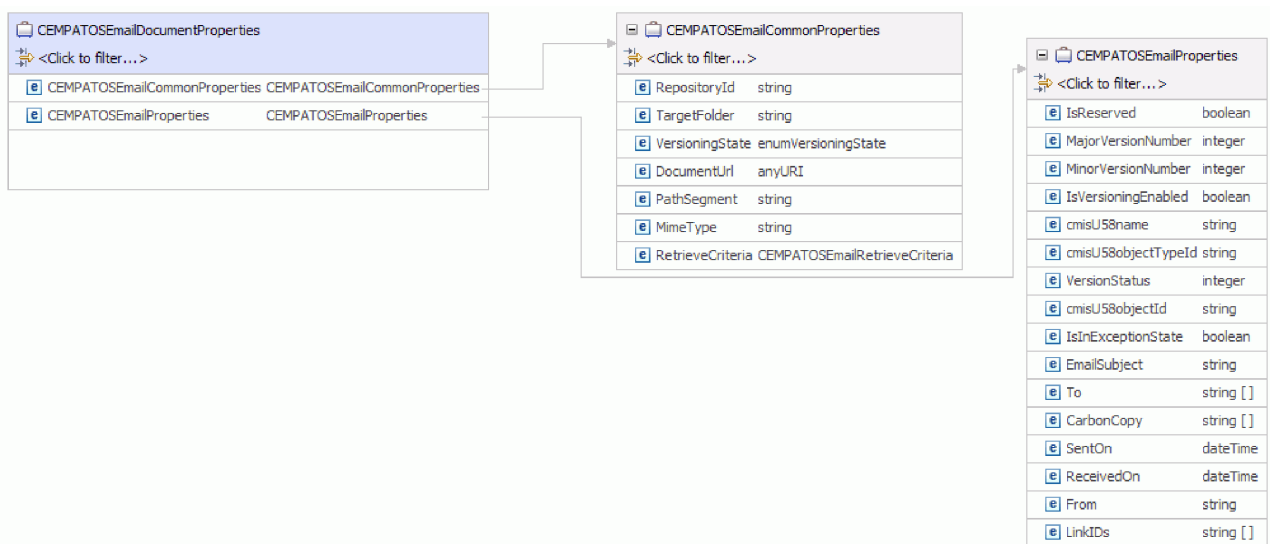 CEMPATOSEmailDocumentProperties
<Click to filter...>
CEMPATOSEmailCommonProperties CEMPATOSEmailCommonProperties
CEMPATOSEmailProperties CEMPATOSEmailProperties
CEMPATOSEmailCommonProperties
<Click to filter...>
RepositoryId string
TargetFolder string
VersioningState enumVersioningState
DocumentUrl anyURI
PathSegment string
MimeType string
RetrieveCriteria CEMPATOSEmailRetrieveCriteria
CEMPATOSEmailProperties
<Click to filter...>
IsReserved boolean
MajorVersionNumber integer
MinorVersionNumber integer
IsVersioningEnabled boolean
cmisU58name string
cmisU58objectTypeId string
VersionStatus integer
cmisU58objectId string
IsInExceptionState boolean
EmailSubject string
To string []
CarbonCopy string []
SentOn dateTime
ReceivedOn dateTime
From string
LinkIDs string []